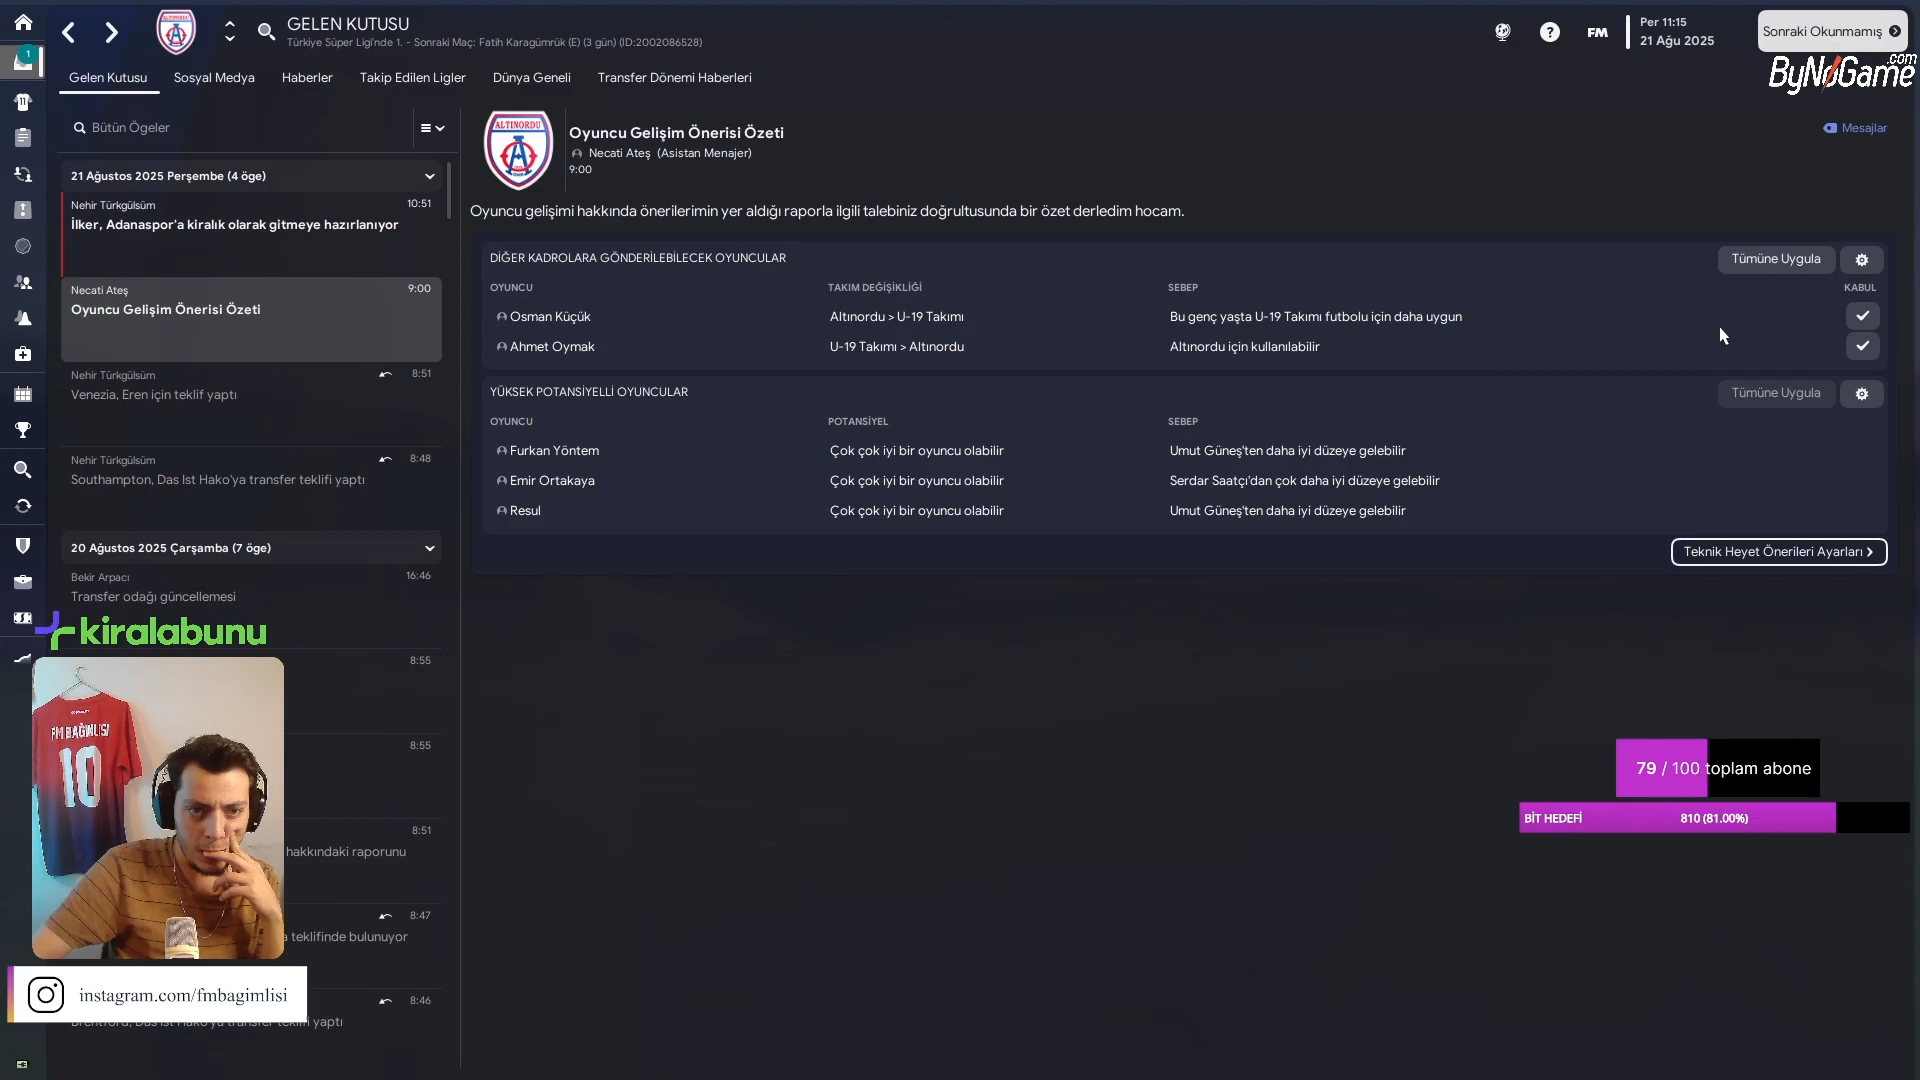 GELEN KUTUSU
Türkiye Süper Ligi'nde 1. - Sonraki Maç: Fatih Karagümrük (E) (3 gün) (ID:2002086528)
FM
Per 11:15
21 Ağu 2025
Sonraki Okunmamış
ByNoGame.com
1
11
Gelen Kutusu
Sosyal Medya
Haberler
Takip Edilen Ligler
Dünya Geneli
Transfer Dönemi Haberleri
Bütün Ögeler
21 Ağustos 2025 Perşembe (4 öge)
Nehir Türkgülsüm 10:51
İlker, Adanaspor'a kiralık olarak gitmeye hazırlanıyor
Necati Ateş 9:00
Oyuncu Gelişim Önerisi Özeti
Nehir Türkgülsüm 8:51
Venezia, Eren için teklif yaptı
Nehir Türkgülsüm 8:48
Southampton, Das Ist Hako'ya transfer teklifi yaptı
20 Ağustos 2025 Çarşamba (7 öge)
Bekir Arpacı 16:46
Transfer odağı güncellemesi
kiralabunu
8:55
8:55
8:51
hakkındaki raporunu
8:47
a teklifinde bulunuyor
8:46
Brentford, Das Ist Hako'ya transfer teklifi yaptı
FM BAĞIMLISI
10
instagram.com/fmbagimlisi
ALTINORDU
Oyuncu Gelişim Önerisi Özeti
Necati Ateş (Asistan Menajer)
9:00
Mesajlar
Oyuncu gelişimi hakkında önerilerimin yer aldığı raporla ilgili talebiniz doğrultusunda bir özet derledim hocam.
DİĞER KADROLARA GÖNDERİLEBİLECEK OYUNCULAR
Tümüne Uygula
OYUNCU TAKIM DEĞİŞİKLİĞİ SEBEP KABUL
Osman Küçük Altınordu > U-19 Takımı Bu genç yaşta U-19 Takımı futbolu için daha uygun
Ahmet Oymak U-19 Takımı > Altınordu Altınordu için kullanılabilir
YÜKSEK POTANSİYELLİ OYUNCULAR
Tümüne Uygula
OYUNCU POTANSİYEL SEBEP
Furkan Yöntem Çok çok iyi bir oyuncu olabilir Umut Güneş'ten daha iyi düzeye gelebilir
Emir Ortakaya Çok çok iyi bir oyuncu olabilir Serdar Saatçı'dan çok daha iyi düzeye gelebilir
Resul Çok çok iyi bir oyuncu olabilir Umut Güneş'ten daha iyi düzeye gelebilir
Teknik Heyet Önerileri Ayarları
79 / 100 toplam abone
BİT HEDEFİ 810 (81.00%)